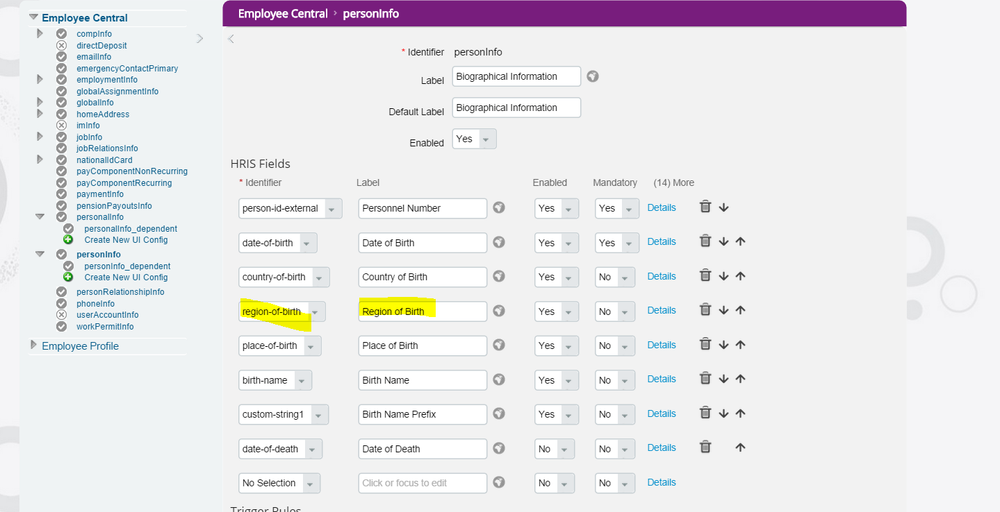 Employee Central
compInfo
directDeposit
emailInfo
emergencyContactPrimary
employmentInfo
globalAssignmentInfo
globalInfo
homeAddress
imInfo
jobInfo
jobRelationsInfo
nationalIdCard
payComponentNonRecurring
payComponentRecurring
paymentInfo
pensionPayoutsInfo
personalInfo
personalInfo_dependent
Create New UI Config
personInfo
personInfo_dependent
Create New UI Config
personRelationshipInfo
phoneInfo
userAccountInfo
workPermitInfo
Employee Profile
Employee Central › personInfo
* Identifier personInfo
Label Biographical Information
Default Label Biographical Information
Enabled Yes
HRIS Fields
* Identifier Label Enabled Mandatory (14) More
person-id-external Personnel Number Yes Yes Details
date-of-birth Date of Birth Yes Yes Details
country-of-birth Country of Birth Yes No Details
region-of-birth Region of Birth Yes No Details
place-of-birth Place of Birth Yes No Details
birth-name Birth Name Yes No Details
custom-string1 Birth Name Prefix Yes No Details
date-of-death Date of Death No No Details
No Selection Click or focus to edit No No Details
Trigger Rules